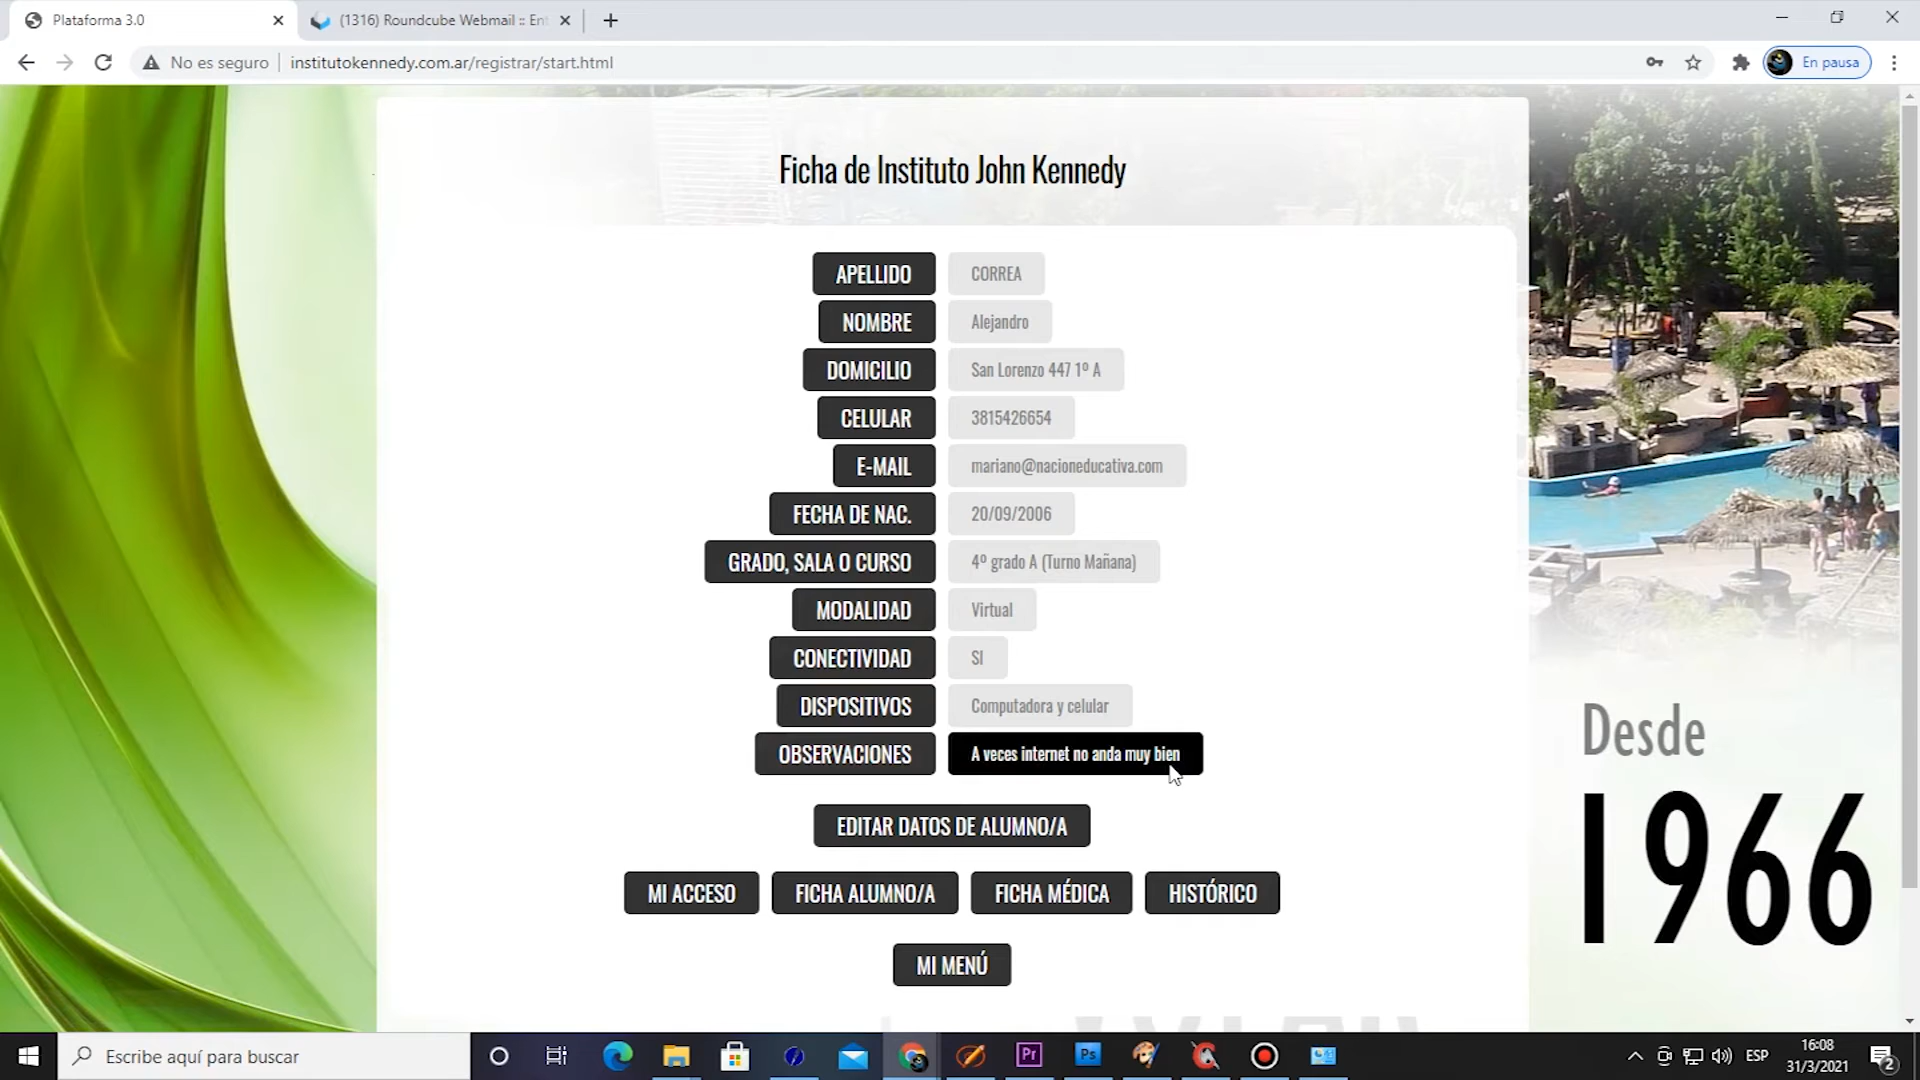 Plataforma 3.0
(1316) Roundcube Webmail :: Ent
No es seguro
institutokennedy.com.ar/registrar/start.html
En pausa
Ficha de Instituto John Kennedy
APELLIDO CORREA
NOMBRE Alejandro
DOMICILIO San Lorenzo 447 1º A
CELULAR 3815426654
E-MAIL mariano@nacioneducativa.com
FECHA DE NAC. 20/09/2006
GRADO, SALA O CURSO 4º grado A (Turno Mañana)
MODALIDAD Virtual
CONECTIVIDAD SI
DISPOSITIVOS Computadora y celular
OBSERVACIONES A veces internet no anda muy bien
EDITAR DATOS DE ALUMNO/A
MI ACCESO FICHA ALUMNO/A FICHA MÉDICA HISTÓRICO
MI MENÚ
Desde
1966
Escribe aquí para buscar
Pr
Ps
ESP
16:08
31/3/2021
2